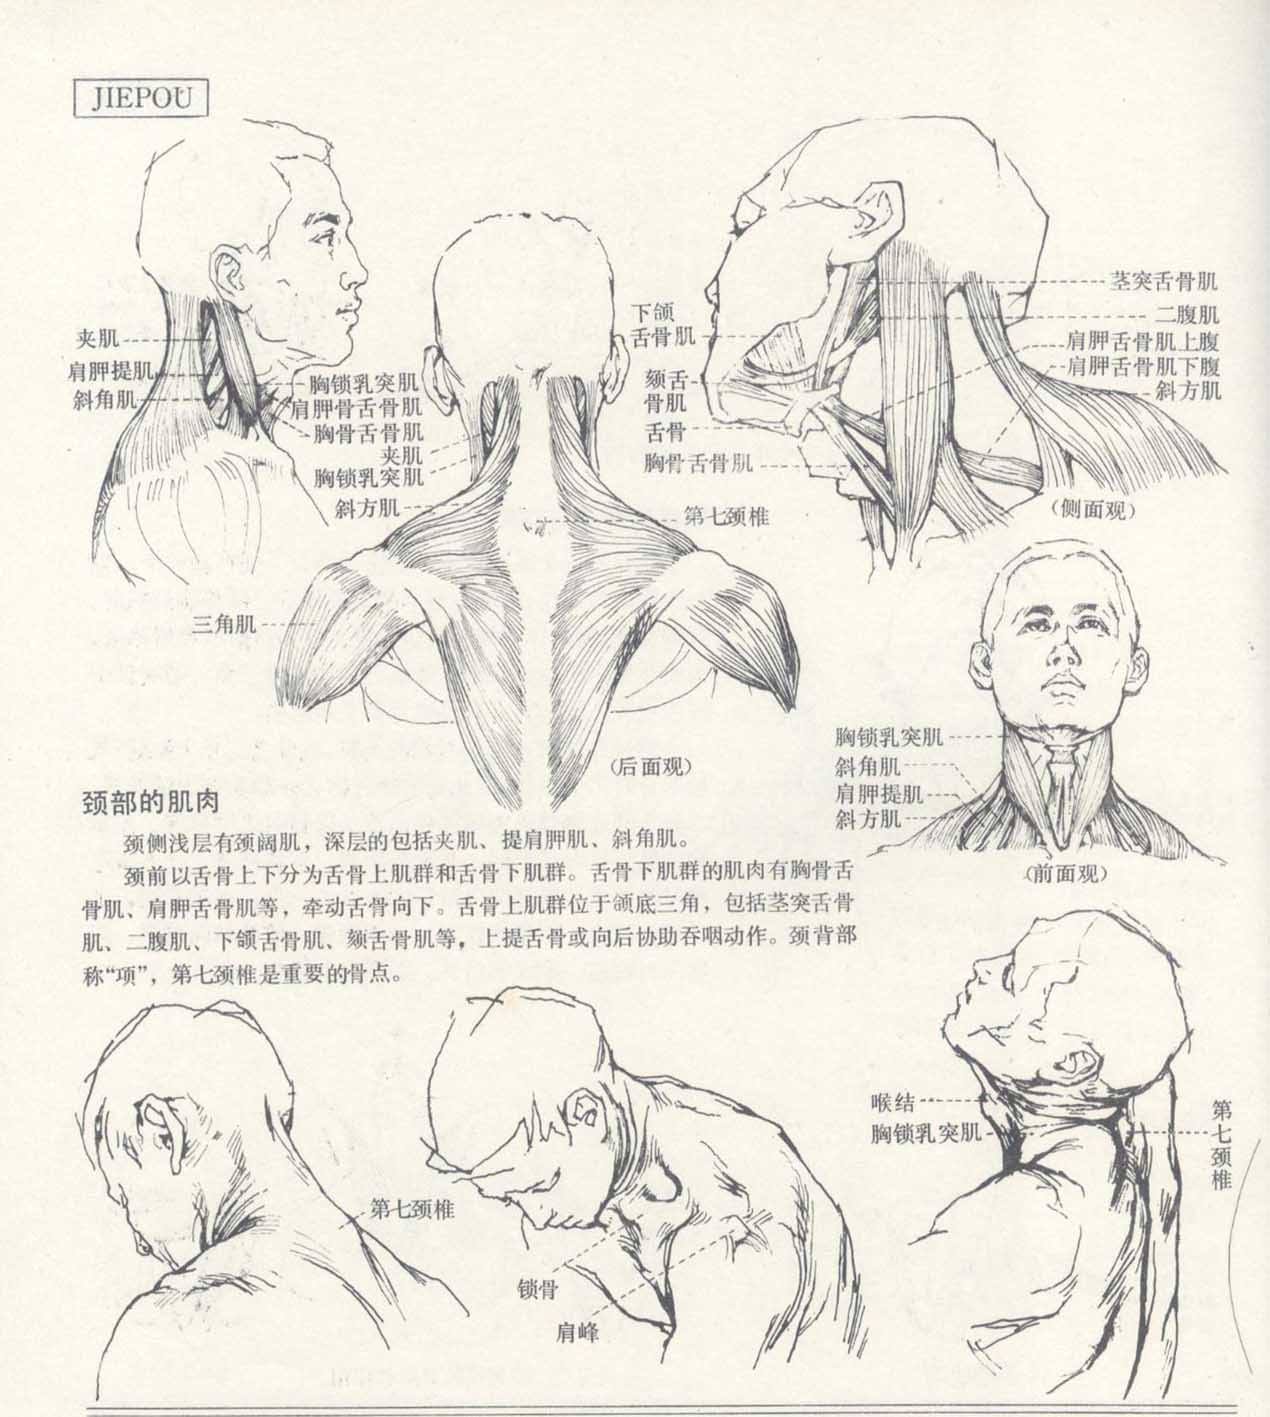 JIEPOU
夹肌
肩胛提肌
斜角肌
胸锁乳突肌
肩胛骨舌骨肌
胸骨舌骨肌
夹肌
胸锁乳突肌
斜方肌
三角肌
第七颈椎
(后面观)
下颌
舌骨肌
颏舌
骨肌
舌骨
胸骨舌骨肌
茎突舌骨肌
二腹肌
肩胛舌骨肌上腹
肩胛舌骨肌下腹
斜方肌
(侧面观)
胸锁乳突肌
斜角肌
肩胛提肌
斜方肌
(前面观)
颈部的肌肉
颈侧浅层有颈阔肌，深层的包括夹肌、提肩胛肌、斜角肌。
颈前以舌骨上下分为舌骨上肌群和舌骨下肌群。舌骨下肌群的肌肉有胸骨舌
骨肌、肩胛舌骨肌等，牵动舌骨向下。舌骨上肌群位于颌底三角，包括茎突舌骨
肌、二腹肌、下颌舌骨肌、颏舌骨肌等，上提舌骨或向后协助吞咽动作。颈背部
称“项”，第七颈椎是重要的骨点。
第七颈椎
锁骨
肩峰
喉结
胸锁乳突肌
第七颈椎